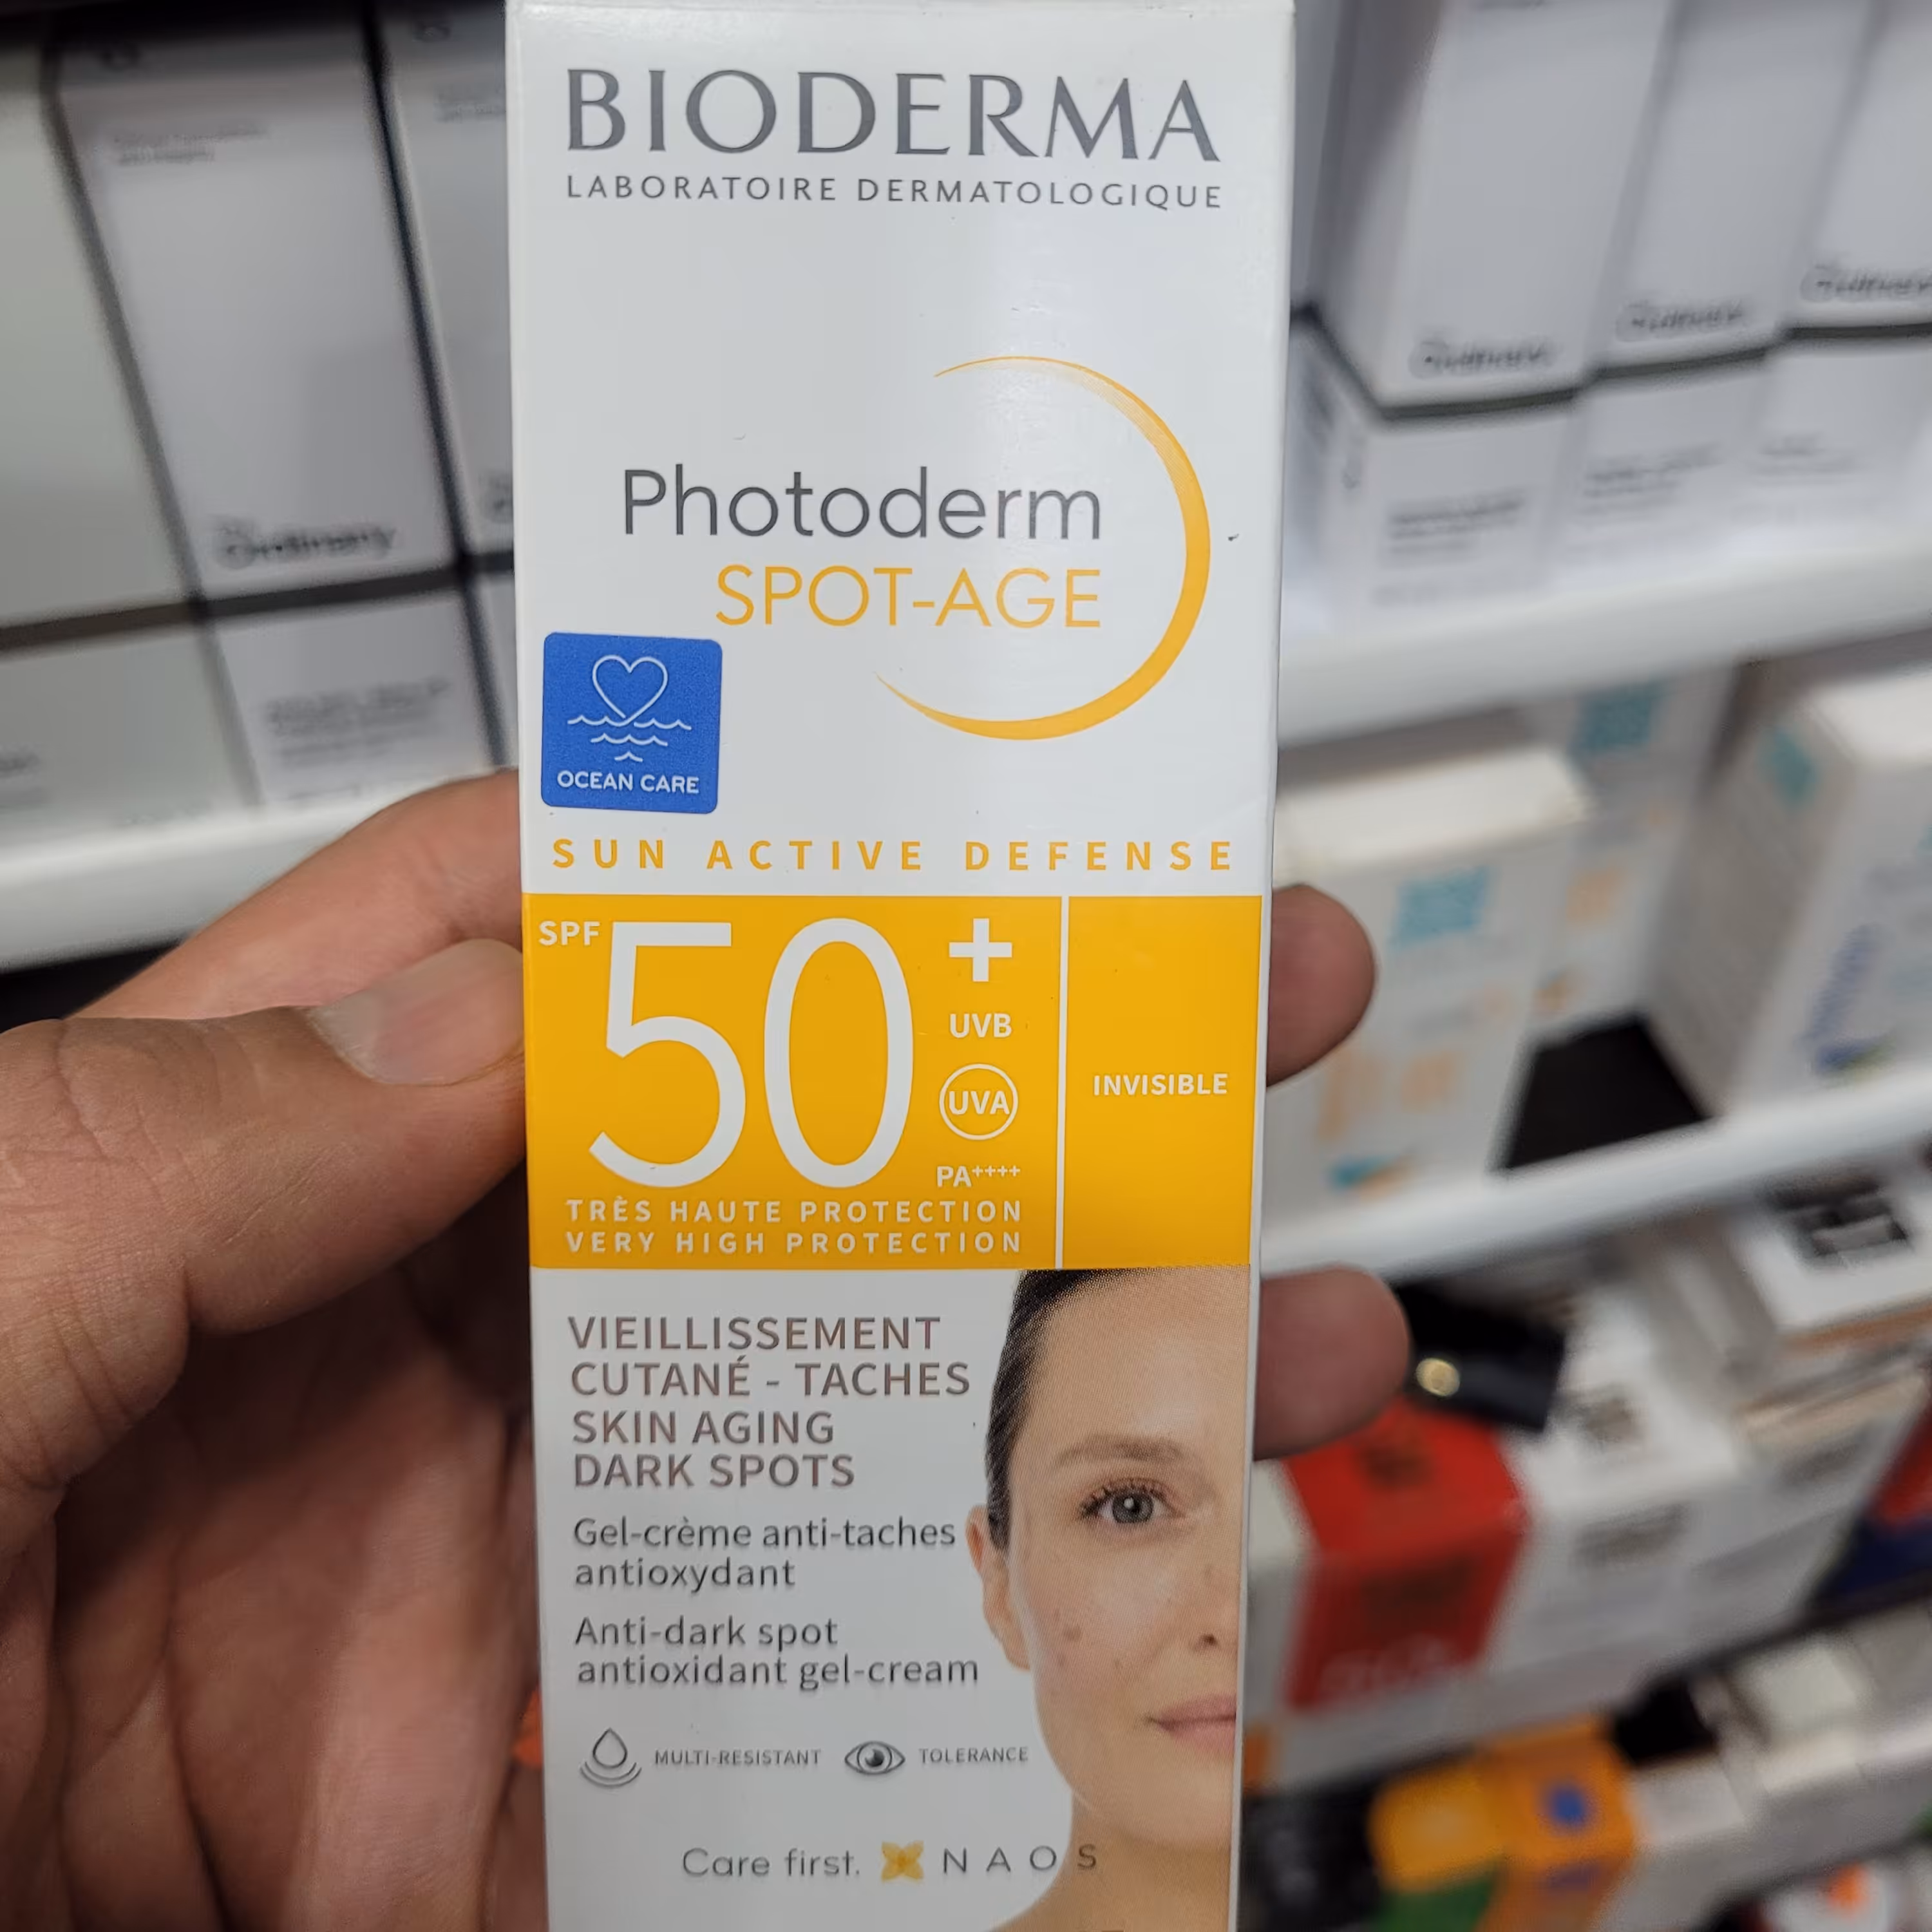 BIODERMA
LABORATOIRE DERMATOLOGIQUE
Photoderm
SPOT-AGE
OCEAN CARE
SUN ACTIVE DEFENSE
SPF 50+
UVB
UVA
PA++++
INVISIBLE
TRÈS HAUTE PROTECTION
VERY HIGH PROTECTION
VIEILLISSEMENT
CUTANÉ - TACHES
SKIN AGING
DARK SPOTS
Gel-crème anti-taches
antioxydant
Anti-dark spot
antioxidant gel-cream
MULTI-RESISTANT
TOLERANCE
Care first. NAOS
Ordinary